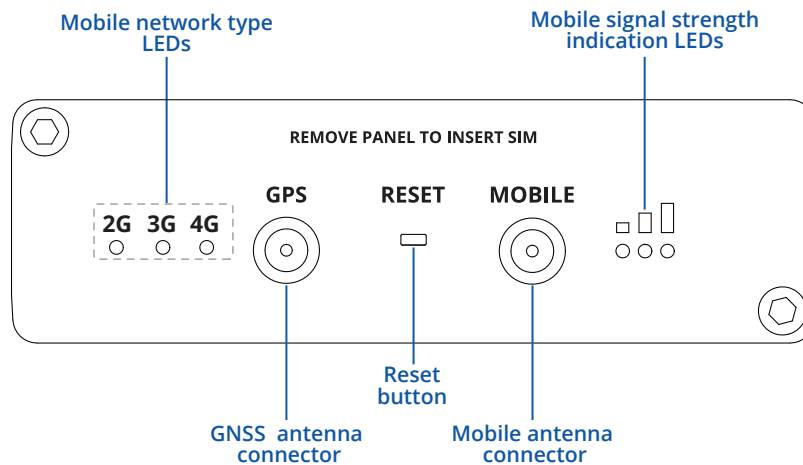 Mobile network type
LEDs
Mobile signal strength
indication LEDs
REMOVE PANEL TO INSERT SIM
GPS RESET MOBILE
2G 3G 4G
Reset
button
GNSS antenna
connector
Mobile antenna
connector